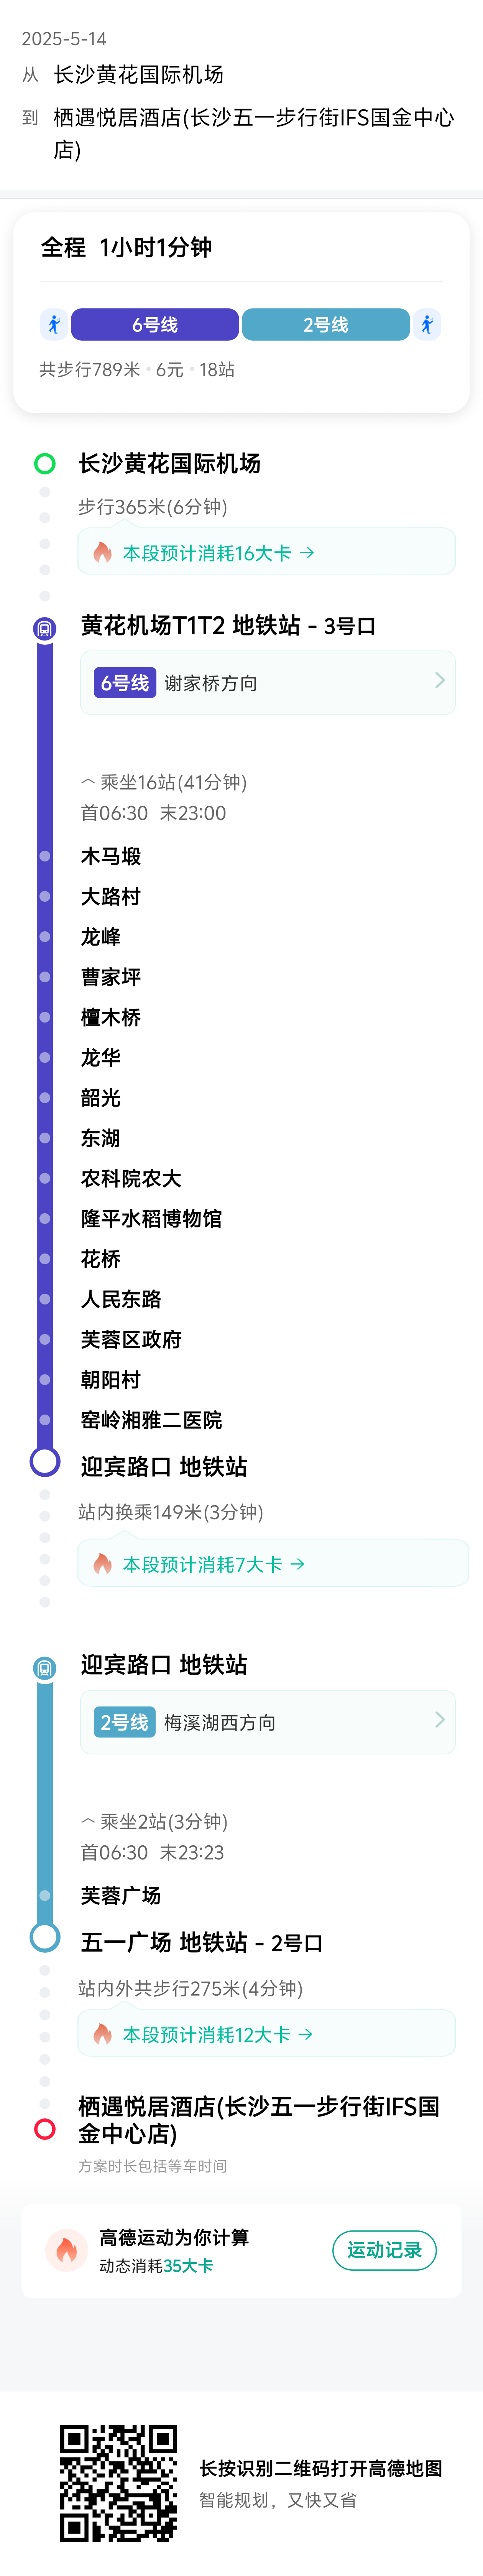 2025-5-14
从 长沙黄花国际机场
到 栖遇悦居酒店(长沙五一步行街IFS国金中心
店)
全程 1小时1分钟
6号线 2号线
共步行789米 · 6元 · 18站
长沙黄花国际机场
步行365米(6分钟)
本段预计消耗16大卡 →
黄花机场T1T2 地铁站 - 3号口
6号线 谢家桥方向
乘坐16站(41分钟)
首06:30 末23:00
木马塅
大路村
龙峰
曹家坪
檀木桥
龙华
韶光
东湖
农科院农大
隆平水稻博物馆
花桥
人民东路
芙蓉区政府
朝阳村
窑岭湘雅二医院
迎宾路口 地铁站
站内换乘149米(3分钟)
本段预计消耗7大卡 →
迎宾路口 地铁站
2号线 梅溪湖西方向
乘坐2站(3分钟)
首06:30 末23:23
芙蓉广场
五一广场 地铁站 - 2号口
站内外共步行275米(4分钟)
本段预计消耗12大卡 →
栖遇悦居酒店(长沙五一步行街IFS国
金中心店)
方案时长包括等车时间
高德运动为你计算
动态消耗35大卡
运动记录
长按识别二维码打开高德地图
智能规划，又快又省